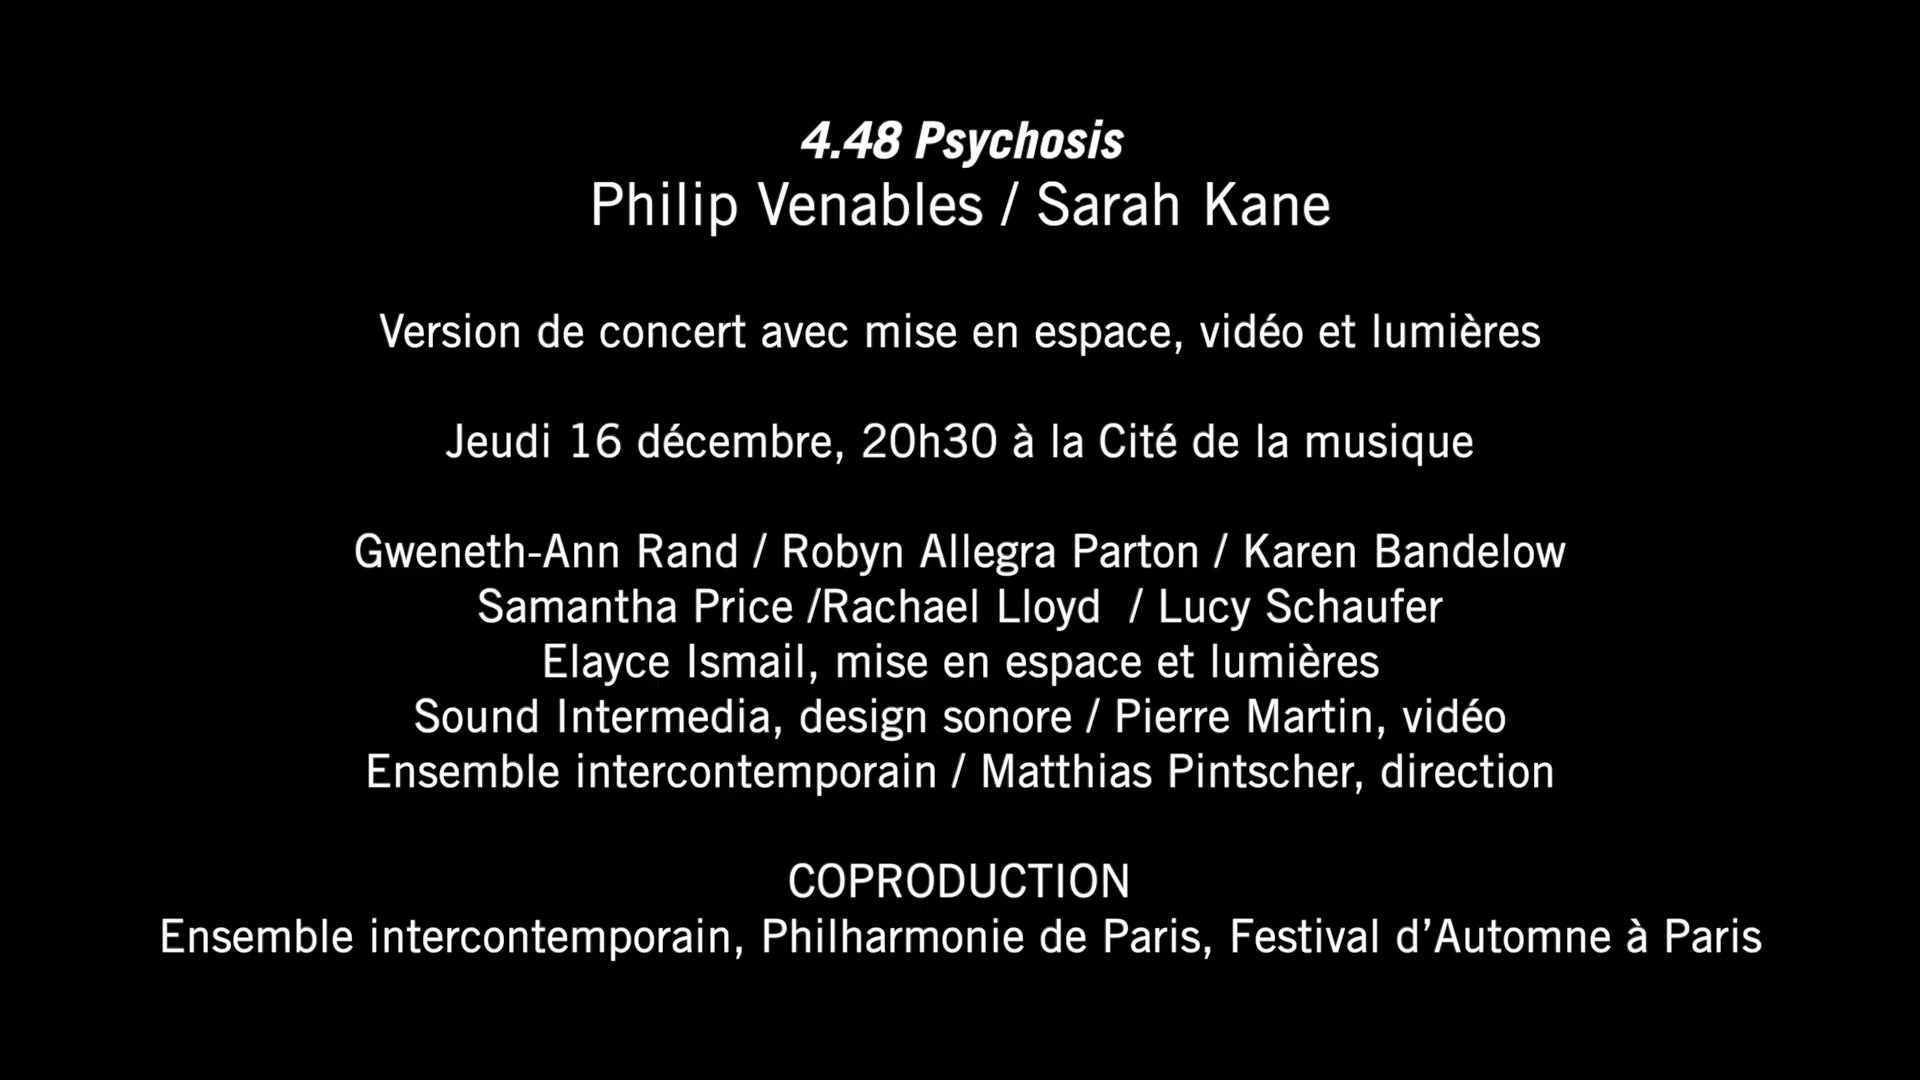 4.48 Psychosis
Philip Venables / Sarah Kane
Version de concert avec mise en espace, vidéo et lumières
Jeudi 16 décembre, 20h30 à la Cité de la musique
Gweneth-Ann Rand / Robyn Allegra Parton / Karen Bandelow
Samantha Price /Rachael Lloyd  / Lucy Schaufer
Elayce Ismail, mise en espace et lumières
Sound Intermedia, design sonore / Pierre Martin, vidéo
Ensemble intercontemporain / Matthias Pintscher, direction
COPRODUCTION
Ensemble intercontemporain, Philharmonie de Paris, Festival d’Automne à Paris